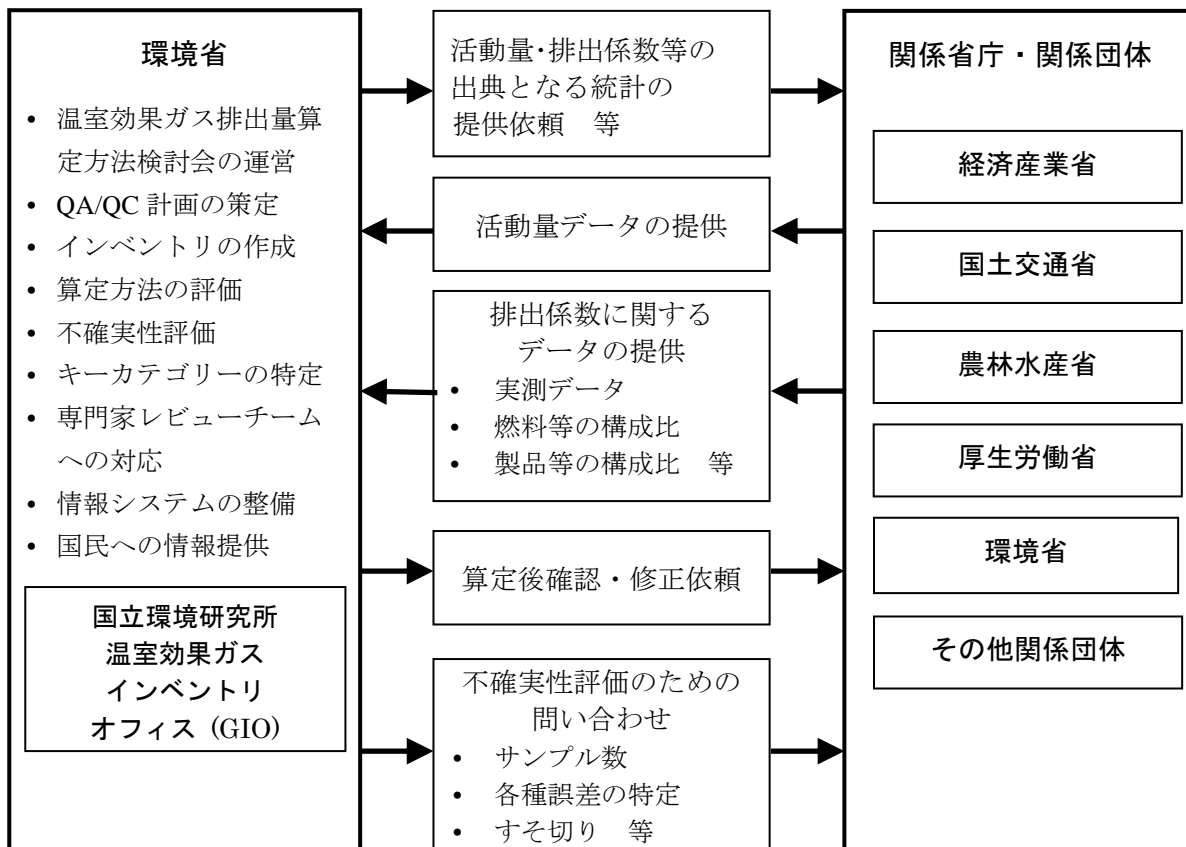 環境省
• 温室効果ガス排出量算
定方法検討会の運営
• QA/QC 計画の策定
• インベントリの作成
• 算定方法の評価
• 不確実性評価
• キーカテゴリーの特定
• 専門家レビューチーム
への対応
• 情報システムの整備
• 国民への情報提供
国立環境研究所
温室効果ガス
インベントリ
オフィス (GIO)
活動量･排出係数等の
出典となる統計の
提供依頼　等
活動量データの提供
排出係数に関する
データの提供
• 実測データ
• 燃料等の構成比
• 製品等の構成比　等
算定後確認・修正依頼
不確実性評価のための
問い合わせ
• サンプル数
• 各種誤差の特定
• すそ切り　等
関係省庁・関係団体
経済産業省
国土交通省
農林水産省
厚生労働省
環境省
その他関係団体